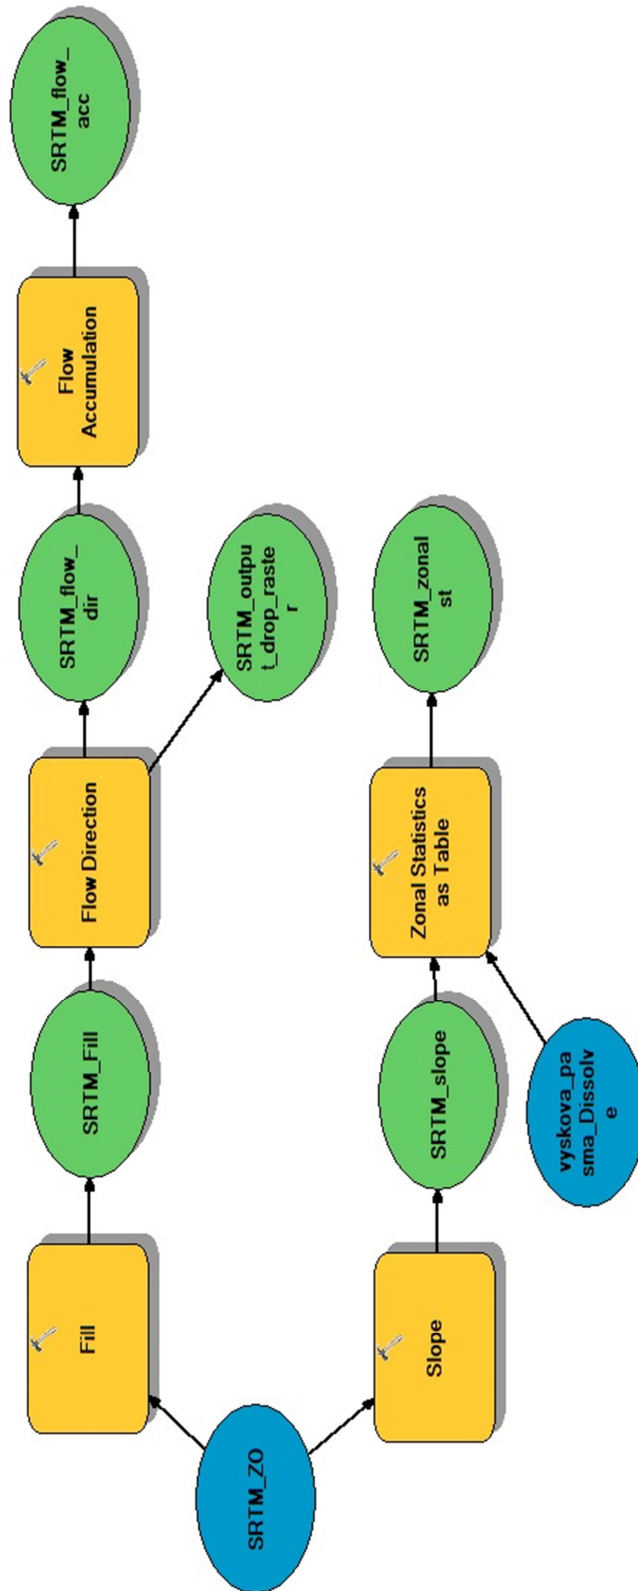 SRTM_ZO
Fill
SRTM_Fill
Flow Direction
SRTM_flow_
dir
Flow
Accumulation
SRTM_flow_
acc
SRTM_outpu
t_drop_raste
r
Slope
SRTM_slope
vyskova_pa
sma_Dissolv
e
Zonal Statistics
as Table
SRTM_zonal
st